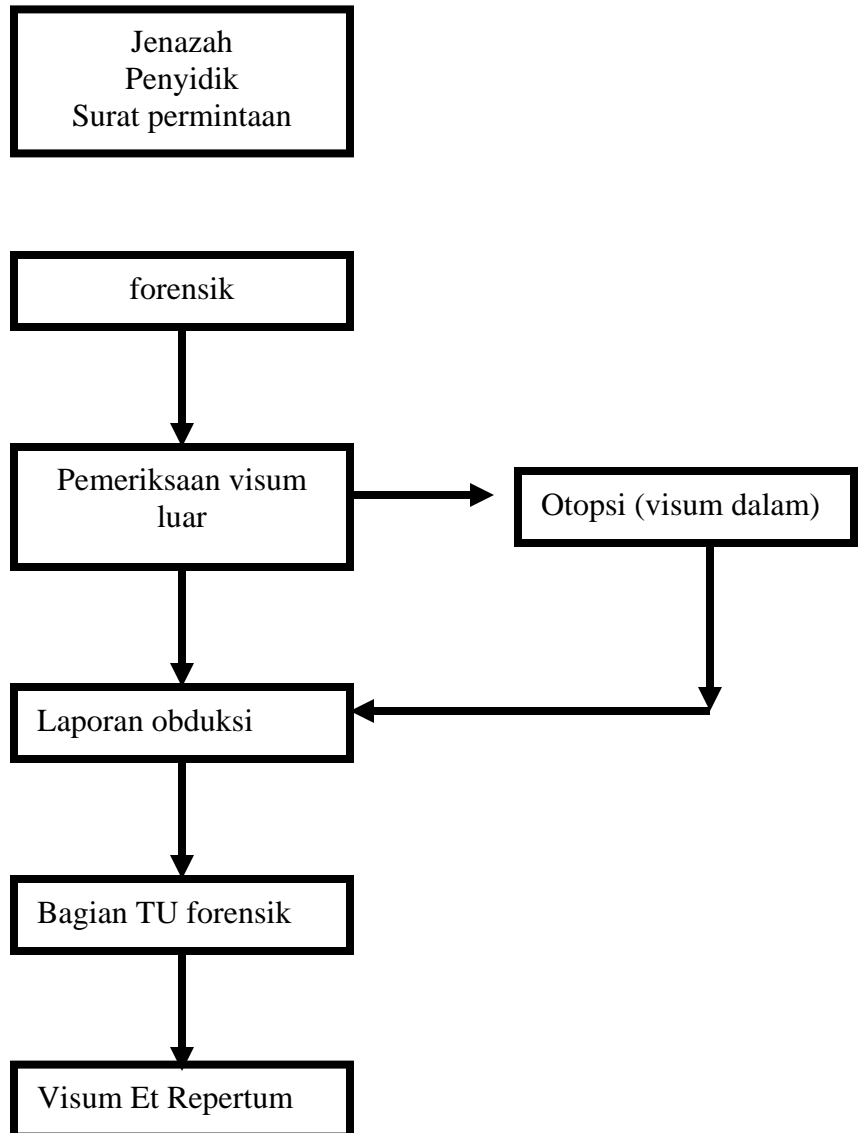 Jenazah
Penyidik
Surat permintaan
forensik
Pemeriksaan visum
luar
Otopsi (visum dalam)
Laporan obduksi
Bagian TU forensik
Visum Et Repertum